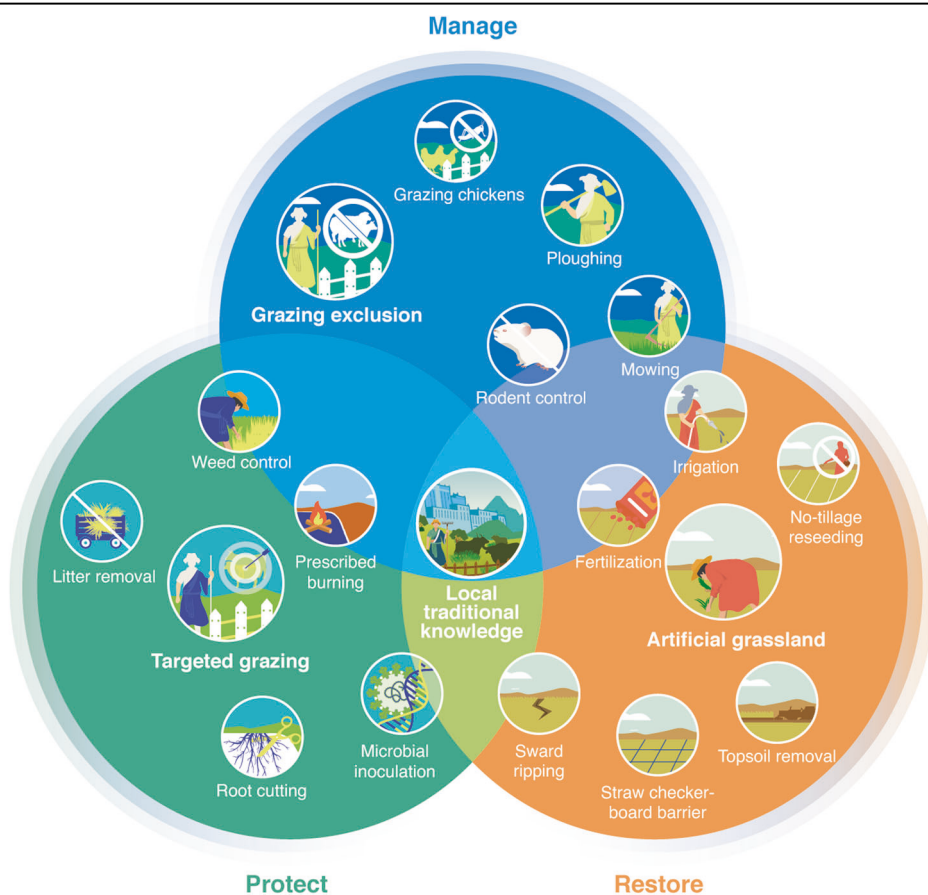 Manage
Grazing chickens
Ploughing
Grazing exclusion
Mowing
Rodent control
Weed control
Irrigation
No-tillage
reseeding
Litter removal
Prescribed
burning
Fertilization
Local
traditional
knowledge
Targeted grazing
Artificial grassland
Microbial
inoculation
Sward
ripping
Topsoil removal
Root cutting
Straw checker-
board barrier
Protect
Restore